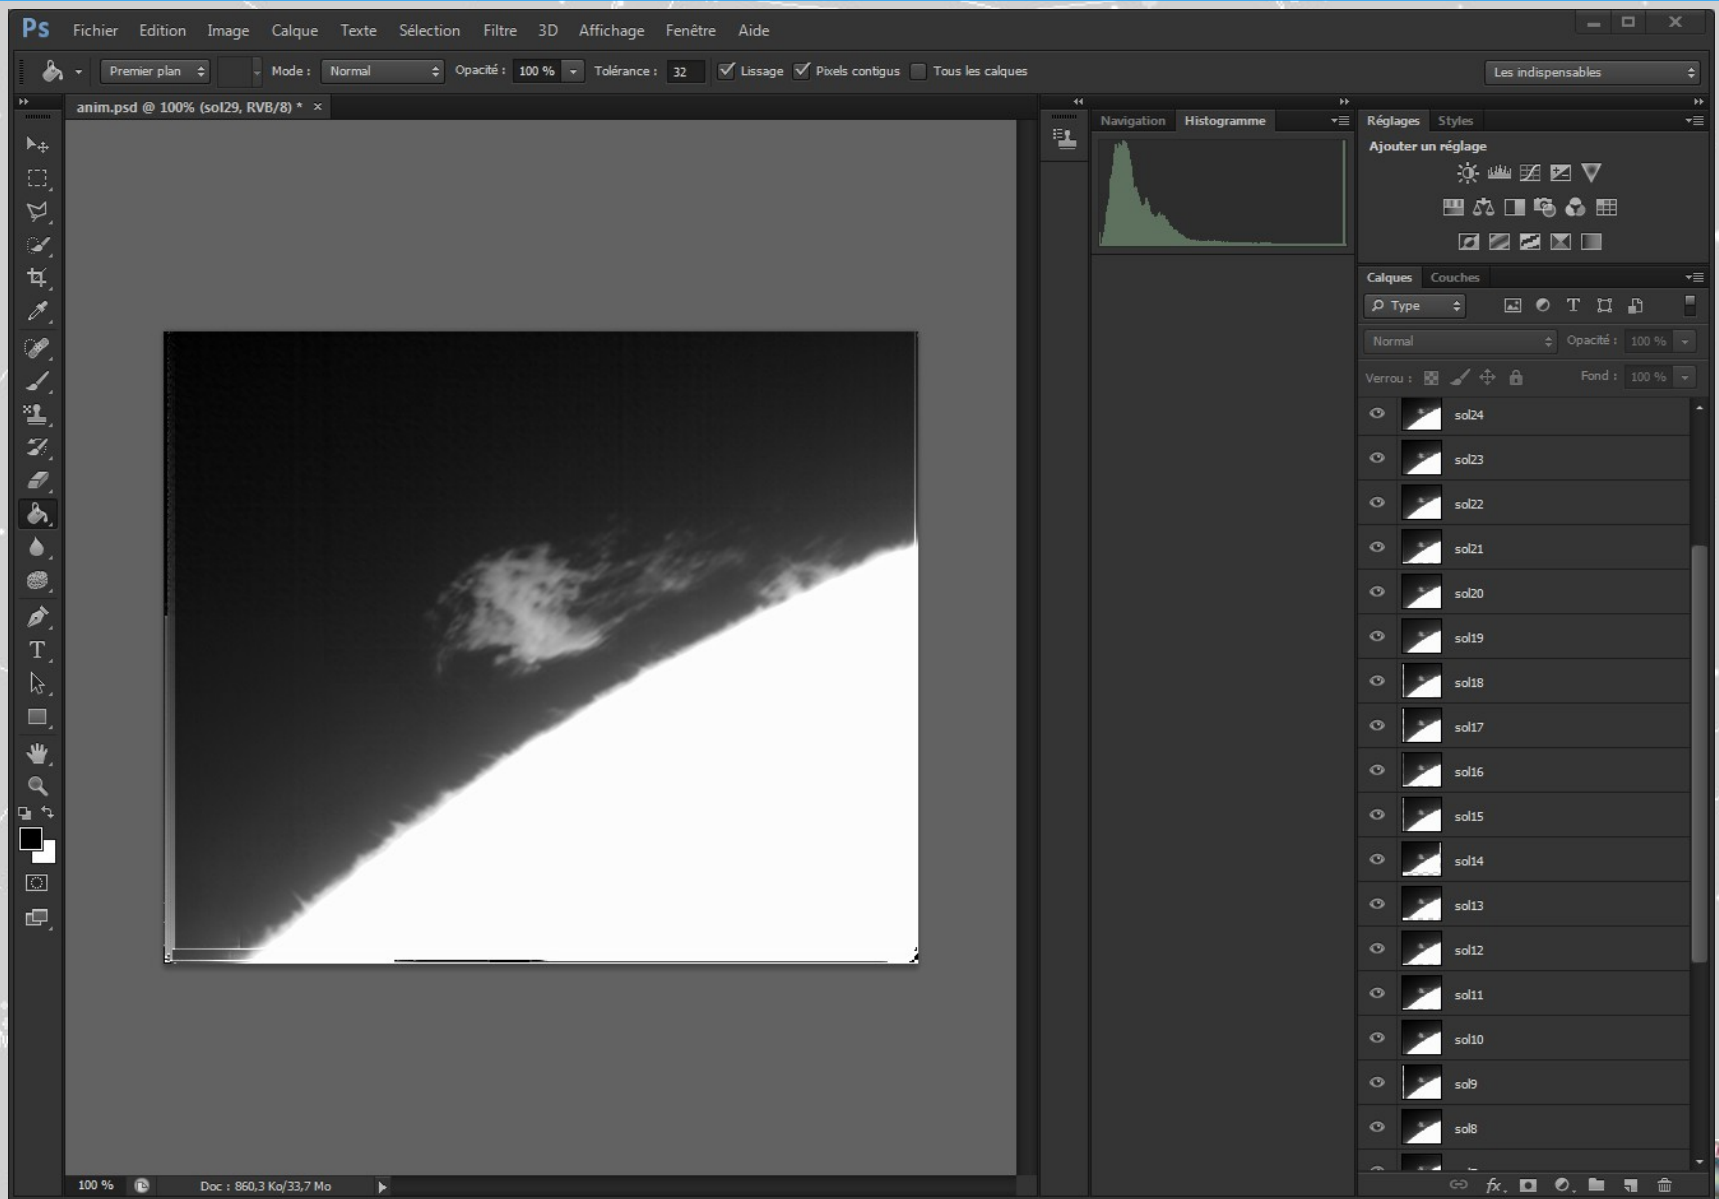 Ps Fichier Edition Image Calque Texte Sélection Filtre 3D Affichage Fenêtre Aide
Premier plan Mode : Normal Opacité : 100 % Tolérance : 32 Lissage Pixels contigus Tous les calques Les indispensables
anim.psd @ 100% (sol29, RVB/8) * ×
Navigation Histogramme
Réglages Styles
Ajouter un réglage
Calques Couches
Type
Normal Opacité : 100 %
Verrou : Fond : 100 %
sol24
sol23
sol22
sol21
sol20
sol19
sol18
sol17
sol16
sol15
sol14
sol13
sol12
sol11
sol10
sol9
sol8
100 % Doc : 860,3 Ko/33,7 Mo
fx